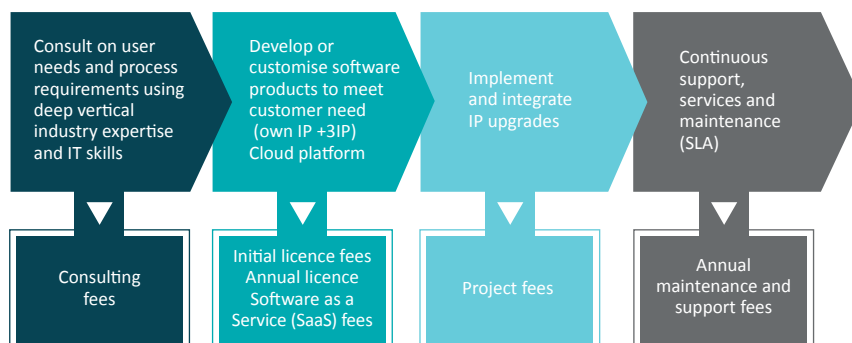 Consult on user
needs and process
requirements using
deep vertical
industry expertise
and IT skills
Develop or
customise software
products to meet
customer need
(own IP +3IP)
Cloud platform
Implement
and integrate
IP upgrades
Continuous
support,
services and
maintenance
(SLA)
Consulting
fees
Initial licence fees
Annual licence
Software as a
Service (SaaS) fees
Project fees
Annual
maintenance and
support fees